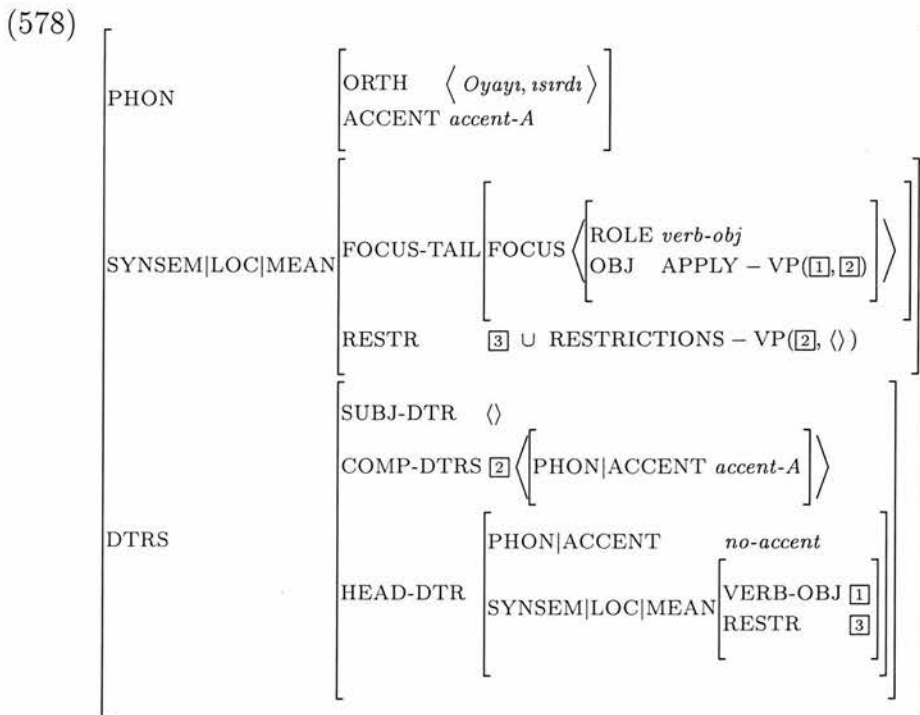 (578)
PHON
ORTH ⟨ Oyayı, ısırdı ⟩
ACCENT accent-A
SYNSEM|LOC|MEAN
FOCUS-TAIL
FOCUS
ROLE verb-obj
OBJ APPLY – VP([1], [2])
RESTR [3] ∪ RESTRICTIONS – VP([2], ⟨⟩)
DTRS
SUBJ-DTR ⟨⟩
COMP-DTRS [2] ⟨[PHON|ACCENT accent-A]⟩
HEAD-DTR
PHON|ACCENT no-accent
SYNSEM|LOC|MEAN
VERB-OBJ [1]
RESTR [3]